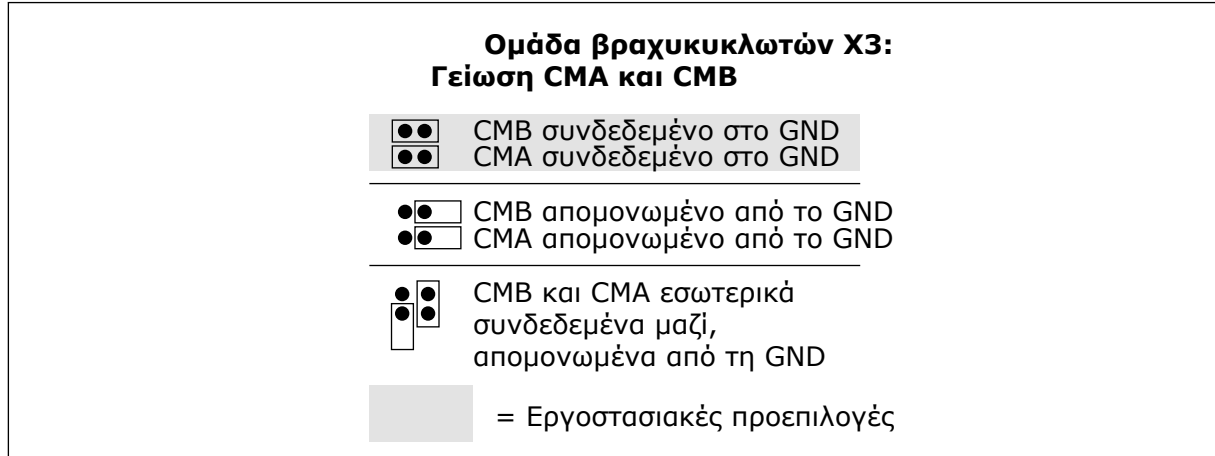 Ομάδα βραχυκυκλωτών X3:
Γείωση CMA και CMB
CMB συνδεδεμένο στο GND
CMA συνδεδεμένο στο GND
CMB απομονωμένο από το GND
CMA απομονωμένο από το GND
CMB και CMA εσωτερικά
συνδεδεμένα μαζί,
απομονωμένα από τη GND
= Εργοστασιακές προεπιλογές